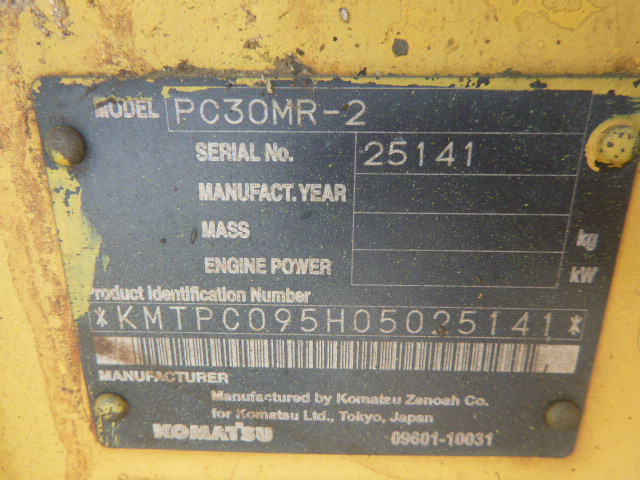 MODEL PC30MR-2
SERIAL No. 25141
MANUFACT. YEAR
MASS kg
ENGINE POWER kW
Product Identification Number
*KMTPC095H05025141*
MANUFACTURER
Manufactured by Komatsu Zenoah Co.
for Komatsu Ltd., Tokyo, Japan
KOMATSU 09601-10031